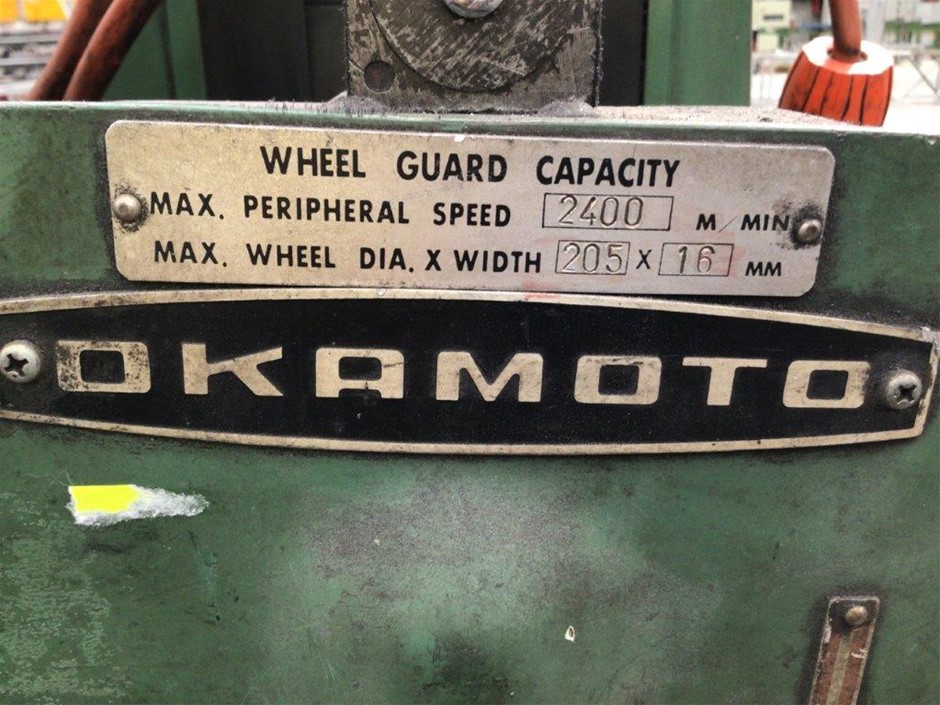 WHEEL GUARD CAPACITY
MAX. PERIPHERAL SPEED 2400 M/MIN
MAX. WHEEL DIA. X WIDTH 205 X 16 MM
OKAMOTO